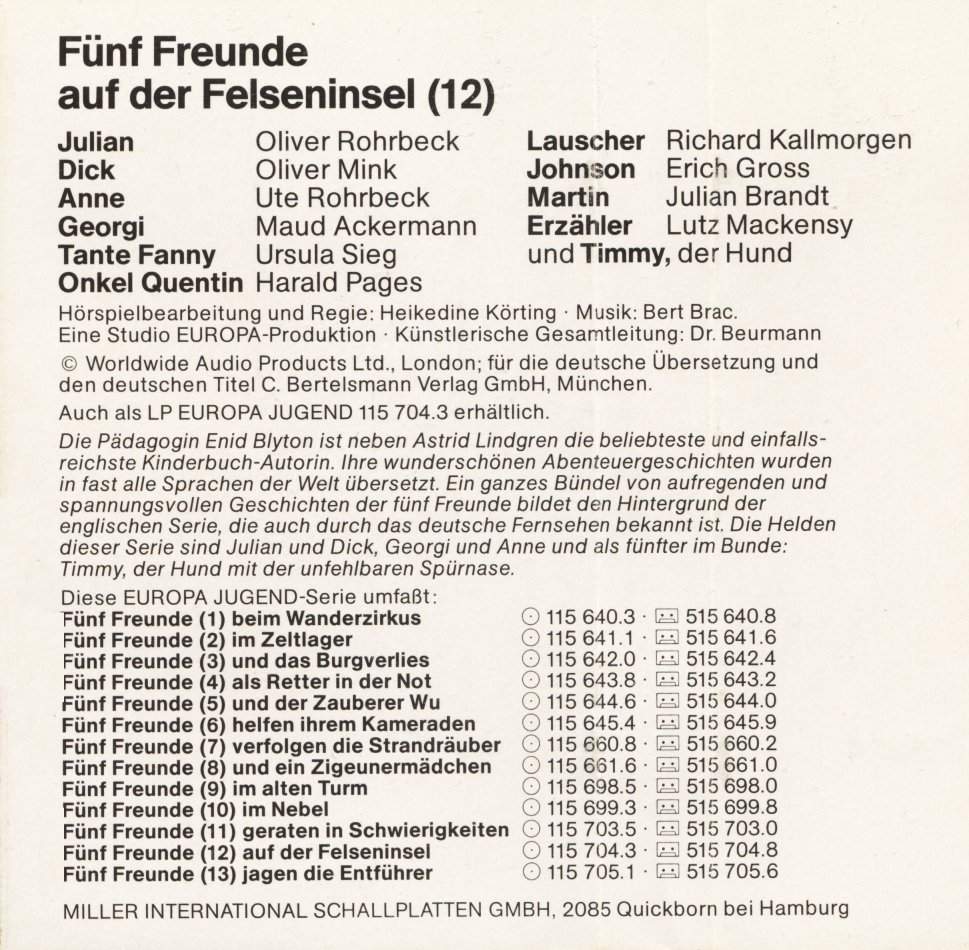 Fünf Freunde
auf der Felseninsel (12)
Julian Oliver Rohrbeck
Dick Oliver Mink
Anne Ute Rohrbeck
Georgi Maud Ackermann
Tante Fanny Ursula Sieg
Onkel Quentin Harald Pages
Lauscher Richard Kallmorgen
Johnson Erich Gross
Martin Julian Brandt
Erzähler Lutz Mackensy
und Timmy, der Hund
Hörspielbearbeitung und Regie: Heikedine Körting · Musik: Bert Brac.
Eine Studio EUROPA-Produktion · Künstlerische Gesamtleitung: Dr. Beurmann
© Worldwide Audio Products Ltd., London; für die deutsche Übersetzung und
den deutschen Titel C. Bertelsmann Verlag GmbH, München.
Auch als LP EUROPA JUGEND 115 704.3 erhältlich.
Die Pädagogin Enid Blyton ist neben Astrid Lindgren die beliebteste und einfalls-
reichste Kinderbuch-Autorin. Ihre wunderschönen Abenteuergeschichten wurden
in fast alle Sprachen der Welt übersetzt. Ein ganzes Bündel von aufregenden und
spannungsvollen Geschichten der fünf Freunde bildet den Hintergrund der
englischen Serie, die auch durch das deutsche Fernsehen bekannt ist. Die Helden
dieser Serie sind Julian und Dick, Georgi und Anne und als fünfter im Bunde:
Timmy, der Hund mit der unfehlbaren Spürnase.
Diese EUROPA JUGEND-Serie umfaßt:
Fünf Freunde (1) beim Wanderzirkus 115 640.3 · 515 640.8
Fünf Freunde (2) im Zeltlager 115 641.1 · 515 641.6
Fünf Freunde (3) und das Burgverlies 115 642.0 · 515 642.4
Fünf Freunde (4) als Retter in der Not 115 643.8 · 515 643.2
Fünf Freunde (5) und der Zauberer Wu 115 644.6 · 515 644.0
Fünf Freunde (6) helfen ihrem Kameraden 115 645.4 · 515 645.9
Fünf Freunde (7) verfolgen die Strandräuber 115 660.8 · 515 660.2
Fünf Freunde (8) und ein Zigeunermädchen 115 661.6 · 515 661.0
Fünf Freunde (9) im alten Turm 115 698.5 · 515 698.0
Fünf Freunde (10) im Nebel 115 699.3 · 515 699.8
Fünf Freunde (11) geraten in Schwierigkeiten 115 703.5 · 515 703.0
Fünf Freunde (12) auf der Felseninsel 115 704.3 · 515 704.8
Fünf Freunde (13) jagen die Entführer 115 705.1 · 515 705.6
MILLER INTERNATIONAL SCHALLPLATTEN GMBH, 2085 Quickborn bei Hamburg